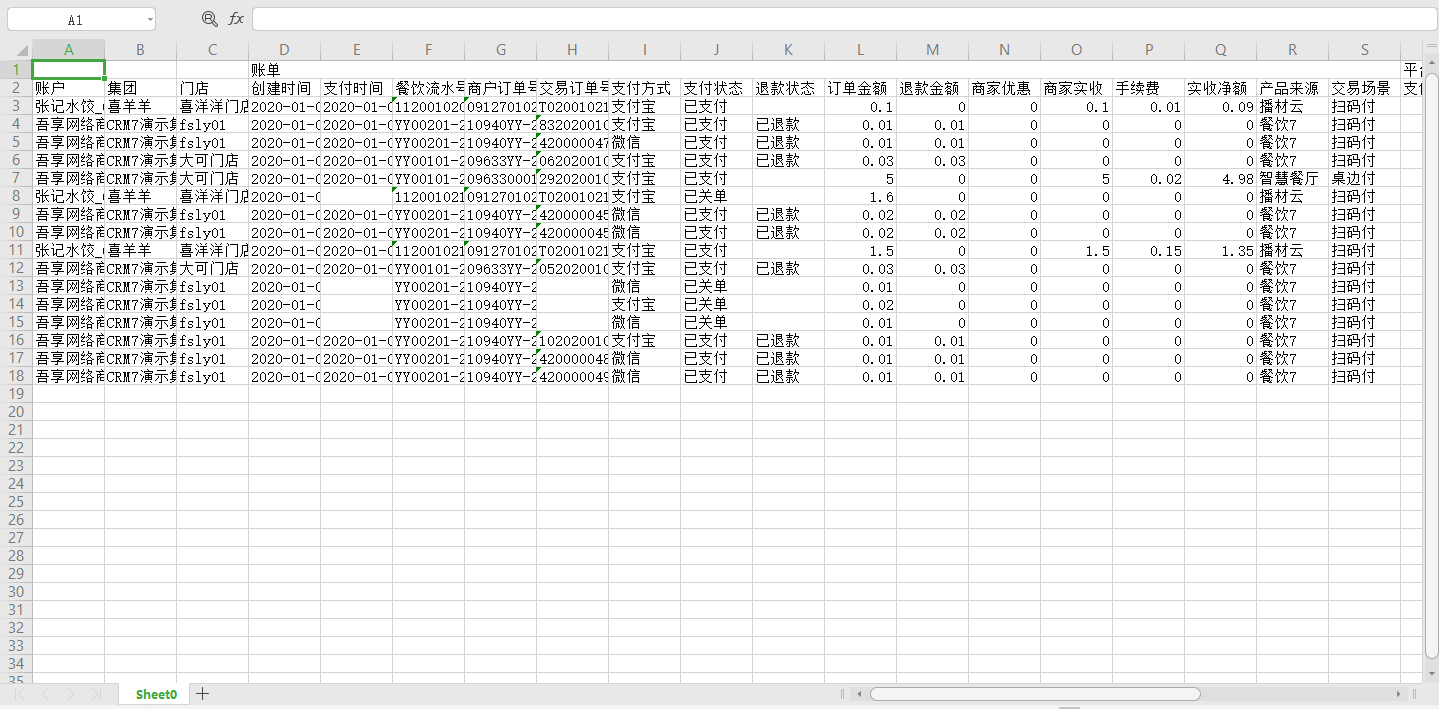 A1 fx
A B C D E F G H I J K L M N O P Q R S
1 账单 平台
2 账户 集团 门店 创建时间 支付时间 餐饮流水号 商户订单号 交易订单号 支付方式 支付状态 退款状态 订单金额 退款金额 商家优惠 商家实收 手续费 实收净额 产品来源 交易场景 支付
3 张记水饺_ 喜羊羊 喜洋洋门店 2020-01-0 2020-01-0 112001020 091270102 T02001021 支付宝 已支付 0.1 0 0 0.1 0.01 0.09 播材云 扫码付
4 吾享网络商 CRM7演示集 fsly01 2020-01-0 2020-01-0 YY00201-2 10940YY-2 832020010 支付宝 已支付 已退款 0.01 0.01 0 0 0 0 餐饮7 扫码付
5 吾享网络商 CRM7演示集 fsly01 2020-01-0 2020-01-0 YY00201-2 10940YY-2 420000047 微信 已支付 已退款 0.01 0.01 0 0 0 0 餐饮7 扫码付
6 吾享网络商 CRM7演示集 大可门店 2020-01-0 2020-01-0 YY00101-2 09633YY-2 062020010 支付宝 已支付 已退款 0.03 0.03 0 0 0 0 餐饮7 扫码付
7 吾享网络商 CRM7演示集 大可门店 2020-01-0 2020-01-0 YY00101-2 096330001 292020010 支付宝 已支付 5 0 0 5 0.02 4.98 智慧餐厅 桌边付
8 张记水饺_ 喜羊羊 喜洋洋门店 2020-01-0 112001021 091270102 T02001021 支付宝 已关单 1.6 0 0 0 0 0 播材云 扫码付
9 吾享网络商 CRM7演示集 fsly01 2020-01-0 2020-01-0 YY00201-2 10940YY-2 420000045 微信 已支付 已退款 0.02 0.02 0 0 0 0 餐饮7 扫码付
10 吾享网络商 CRM7演示集 fsly01 2020-01-0 2020-01-0 YY00201-2 10940YY-2 420000045 微信 已支付 已退款 0.02 0.02 0 0 0 0 餐饮7 扫码付
11 张记水饺_ 喜羊羊 喜洋洋门店 2020-01-0 2020-01-0 112001021 091270102 T02001021 支付宝 已支付 1.5 0 0 1.5 0.15 1.35 播材云 扫码付
12 吾享网络商 CRM7演示集 大可门店 2020-01-0 2020-01-0 YY00101-2 09633YY-2 052020010 支付宝 已支付 已退款 0.03 0.03 0 0 0 0 餐饮7 扫码付
13 吾享网络商 CRM7演示集 fsly01 2020-01-0 YY00201-2 10940YY-2 微信 已关单 0.01 0 0 0 0 0 餐饮7 扫码付
14 吾享网络商 CRM7演示集 fsly01 2020-01-0 YY00201-2 10940YY-2 支付宝 已关单 0.02 0 0 0 0 0 餐饮7 扫码付
15 吾享网络商 CRM7演示集 fsly01 2020-01-0 YY00201-2 10940YY-2 微信 已关单 0.01 0 0 0 0 0 餐饮7 扫码付
16 吾享网络商 CRM7演示集 fsly01 2020-01-0 2020-01-0 YY00201-2 10940YY-2 102020010 支付宝 已支付 已退款 0.01 0.01 0 0 0 0 餐饮7 扫码付
17 吾享网络商 CRM7演示集 fsly01 2020-01-0 2020-01-0 YY00201-2 10940YY-2 420000048 微信 已支付 已退款 0.01 0.01 0 0 0 0 餐饮7 扫码付
18 吾享网络商 CRM7演示集 fsly01 2020-01-0 2020-01-0 YY00201-2 10940YY-2 420000049 微信 已支付 已退款 0.01 0.01 0 0 0 0 餐饮7 扫码付
19
20
21
22
23
24
25
26
27
28
29
30
31
32
33
34
35
Sheet0